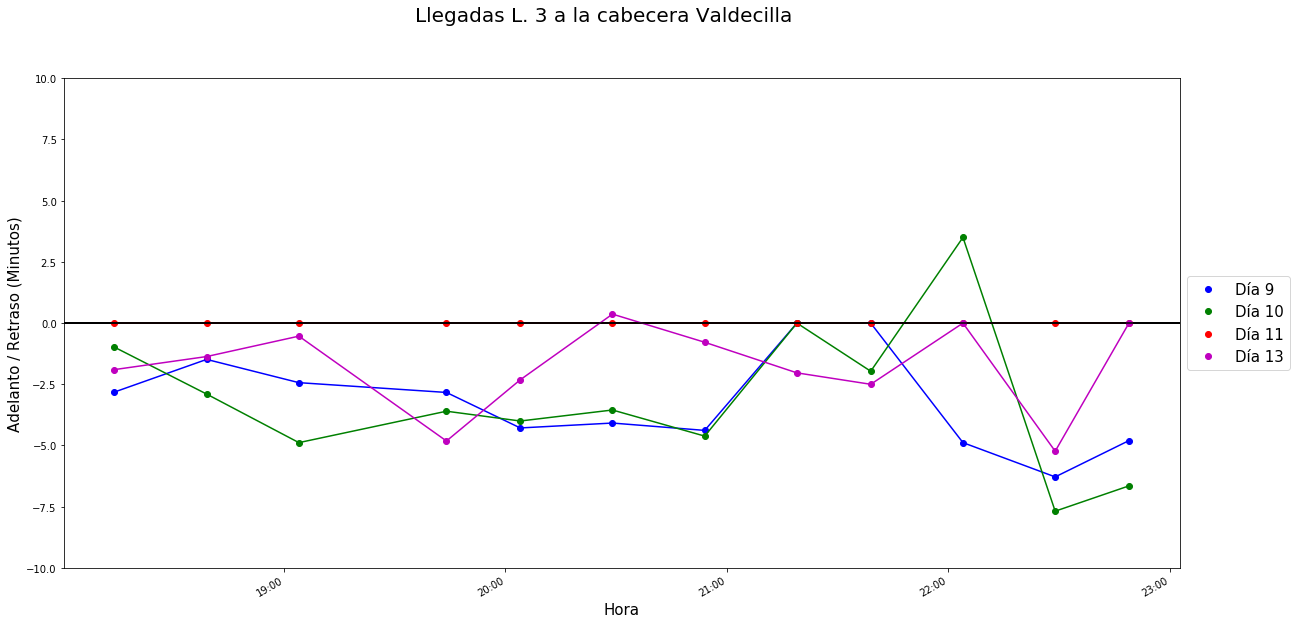 Llegadas L. 3 a la cabecera Valdecilla
Adelanto / Retraso (Minutos)
10.0
7.5
5.0
2.5
0.0
−2.5
−5.0
−7.5
−10.0
19:00
20:00
21:00
22:00
23:00
Hora
Día 9
Día 10
Día 11
Día 13